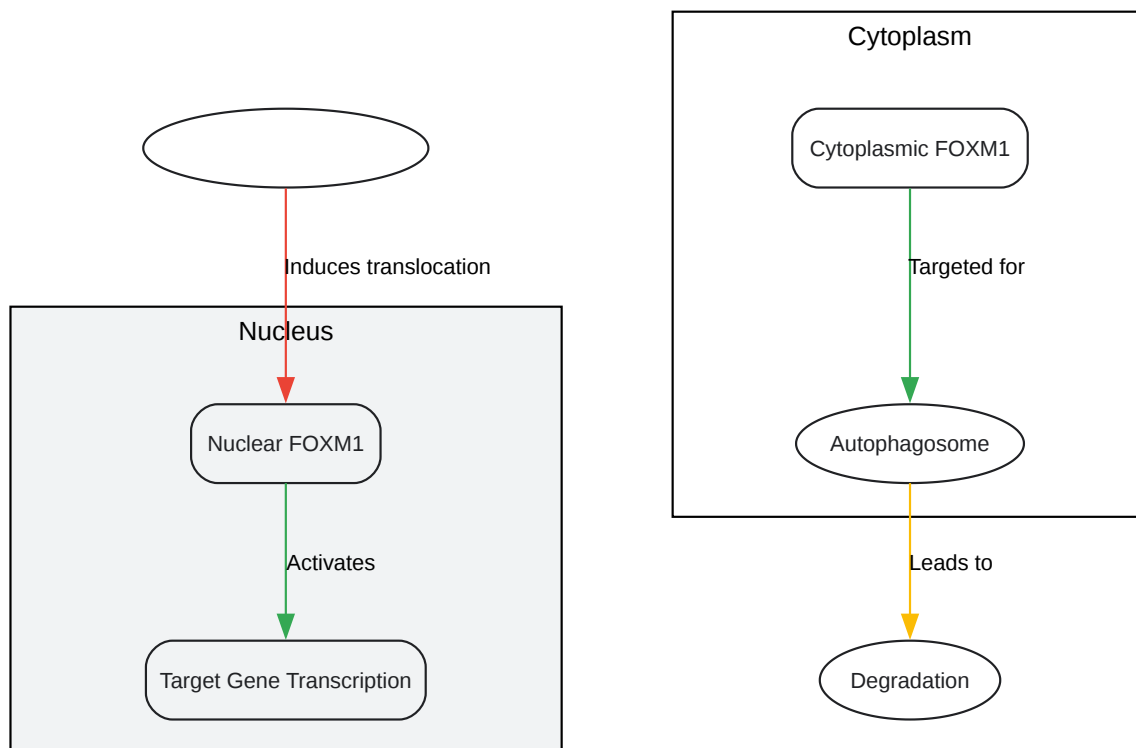 Cytoplasm
Cytoplasmic FOXM1
Induces translocation
Targeted for
Nucleus
Nuclear FOXM1
Autophagosome
Activates
Leads to
Target Gene Transcription
Degradation